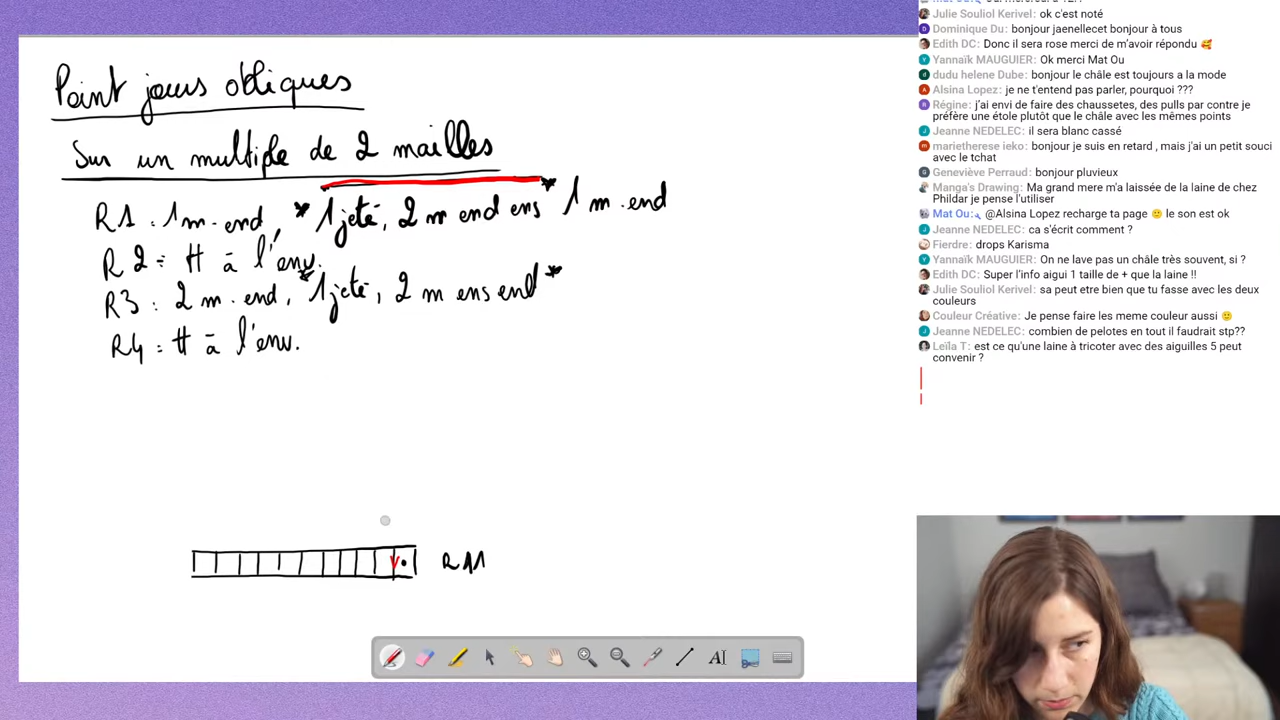 Point jours obliques
Sur un multiple de 2 mailles
R1 : 1 m. end, * 1 jeté, 2 m end ens * 1 m. end
R2 : tt à l'env.
R3 : 2 m. end, * 1 jeté, 2 m ens end *
R4 : tt à l'env.
R11
Julie Souliol Kerivel: ok c'est noté
Dominique Du: bonjour jaenellecet bonjour à tous
Edith DC: Donc il sera rose merci de m'avoir répondu 🥰
Yannaïk MAUGUIER: Ok merci Mat Ou
dudu helene Dube: bonjour le châle est toujours a la mode
Alsina Lopez: je ne t'entend pas parler, pourquoi ???
Régine: j'ai envi de faire des chaussetes, des pulls par contre je
préfère une étole plutôt que le châle avec les mêmes points
Jeanne NEDELEC: il sera blanc cassé
marietherese ieko: bonjour je suis en retard , mais j'ai un petit souci
avec le tchat
Geneviève Perraud: bonjour pluvieux
Manga's Drawing: Ma grand mere m'a laissée de la laine de chez
Phildar je pense l'utiliser
Mat Ou: @Alsina Lopez recharge ta page 🙂 le son est ok
Jeanne NEDELEC: ca s'écrit comment ?
Fierdre: drops Karisma
Yannaïk MAUGUIER: On ne lave pas un châle très souvent, si ?
Edith DC: Super l'info aigui 1 taille de + que la laine !!
Julie Souliol Kerivel: sa peut etre bien que tu fasse avec les deux
couleurs
Couleur Créative: Je pense faire les meme couleur aussi 🙂
Jeanne NEDELEC: combien de pelotes en tout il faudrait stp??
Leïla T: est ce qu'une laine à tricoter avec des aiguilles 5 peut
convenir ?
AI